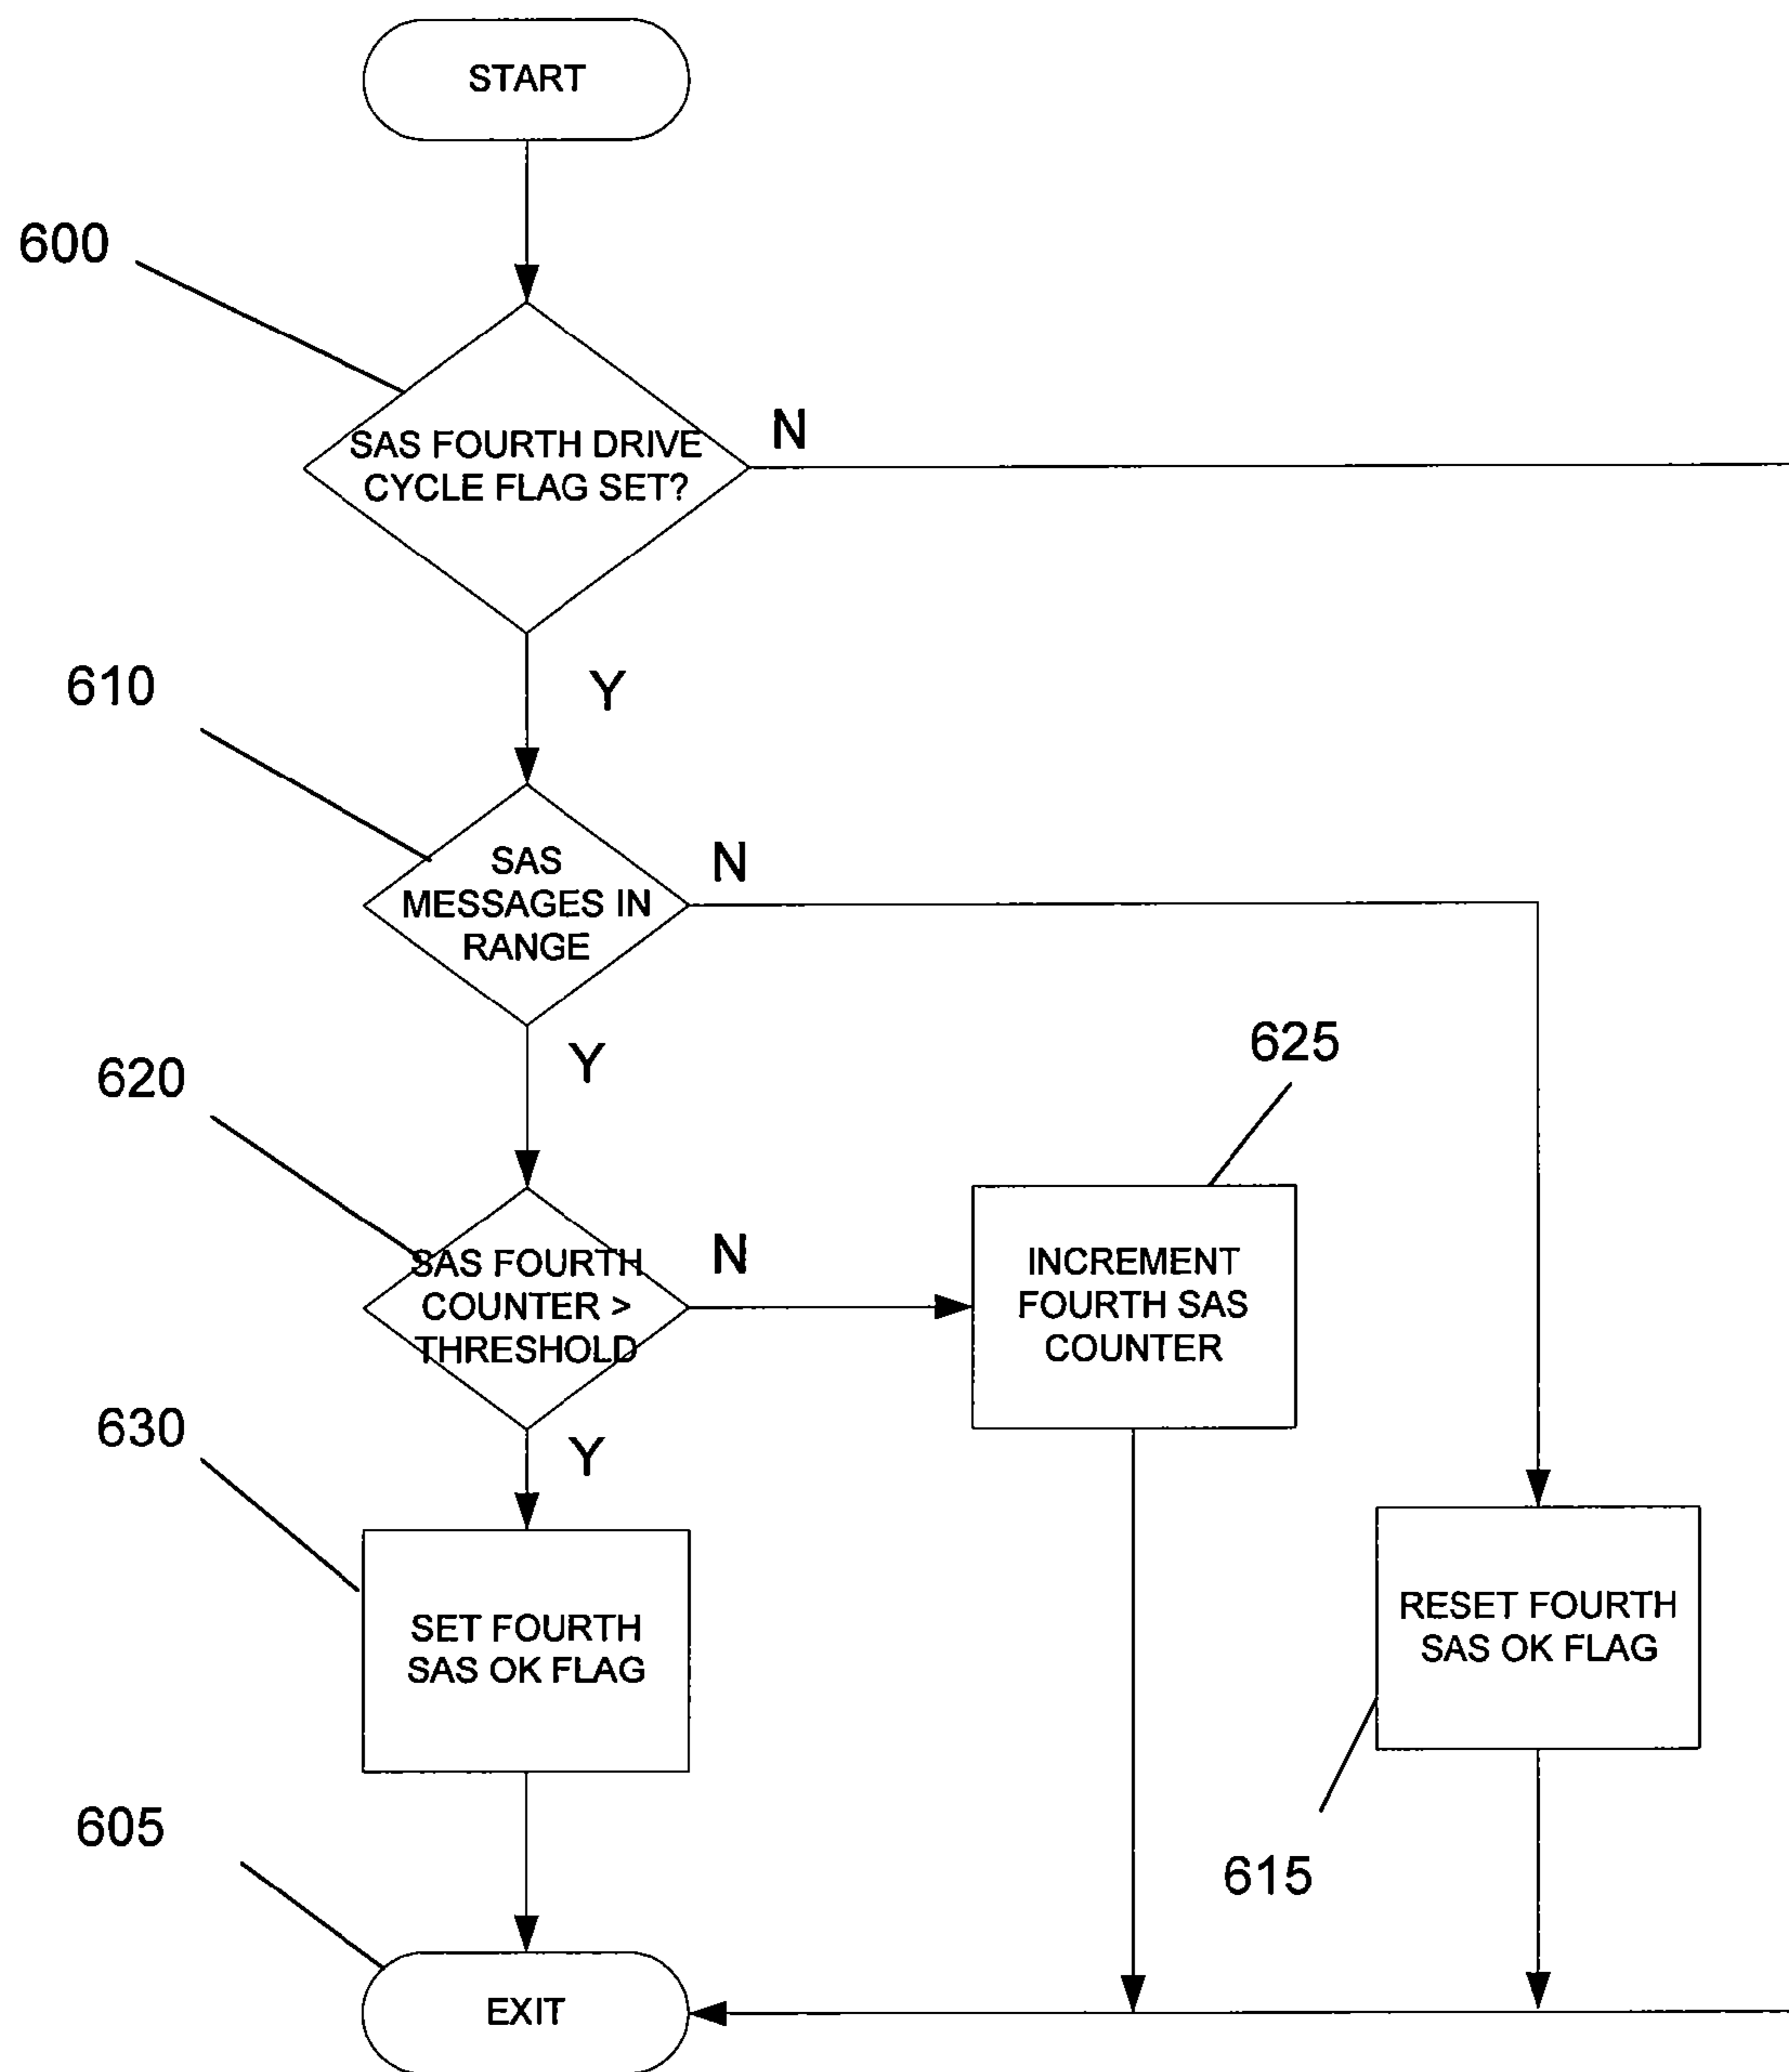 START
600
SAS FOURTH DRIVE
CYCLE FLAG SET?
N
610
Y
SAS
MESSAGES IN
RANGE
N
625
620
Y
SAS FOURTH
COUNTER >
THRESHOLD
N
INCREMENT
FOURTH SAS
COUNTER
630
Y
SET FOURTH
SAS OK FLAG
RESET FOURTH
SAS OK FLAG
605
615
EXIT